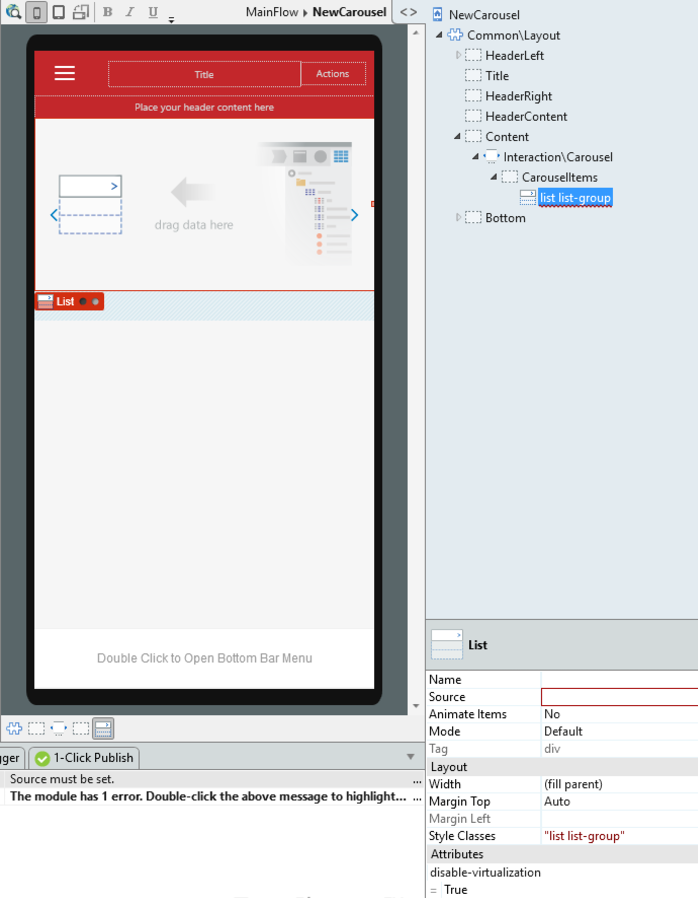 B I U
MainFlow ▸ NewCarousel
<>
Title
Actions
Place your header content here
drag data here
List
Double Click to Open Bottom Bar Menu
gger
1-Click Publish
Source must be set.
...
The module has 1 error. Double-click the above message to highlight... ...
NewCarousel
Common\Layout
HeaderLeft
Title
HeaderRight
HeaderContent
Content
Interaction\Carousel
CarouselItems
list list-group
Bottom
List
Name
Source
Animate Items No
Mode Default
Tag div
Layout
Width (fill parent)
Margin Top Auto
Margin Left
Style Classes "list list-group"
Attributes
disable-virtualization
= True